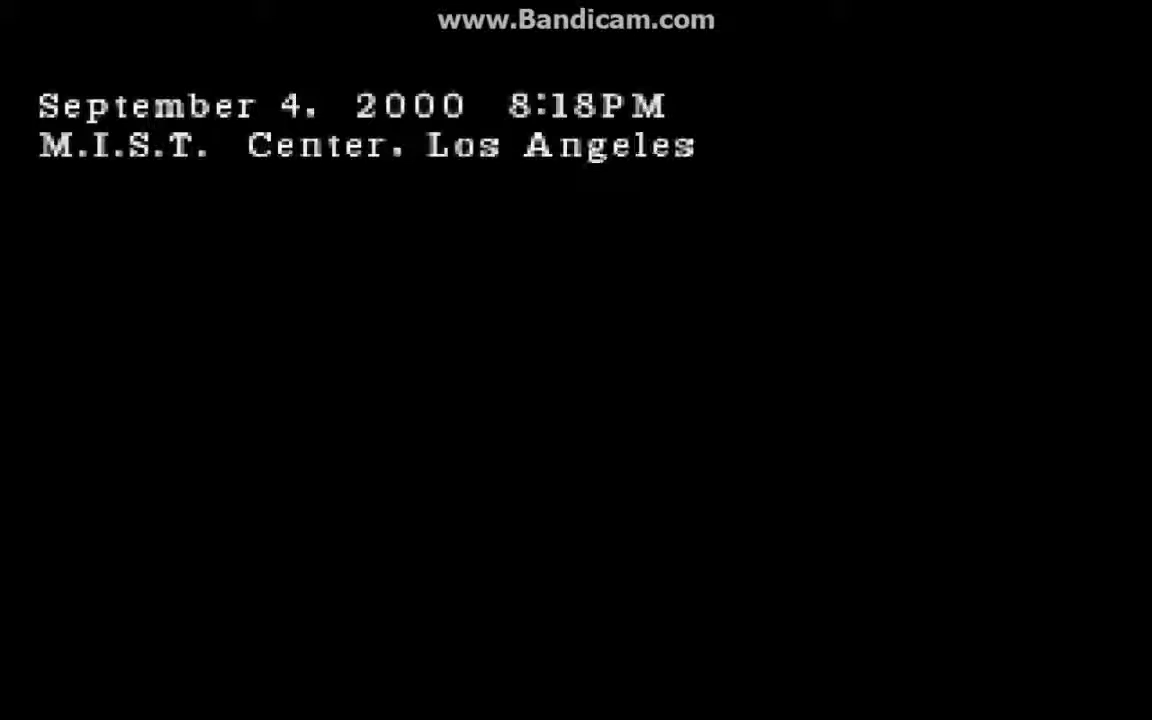 www.Bandicam.com
September 4, 2000 8:18PM
M.I.S.T. Center, Los Angeles